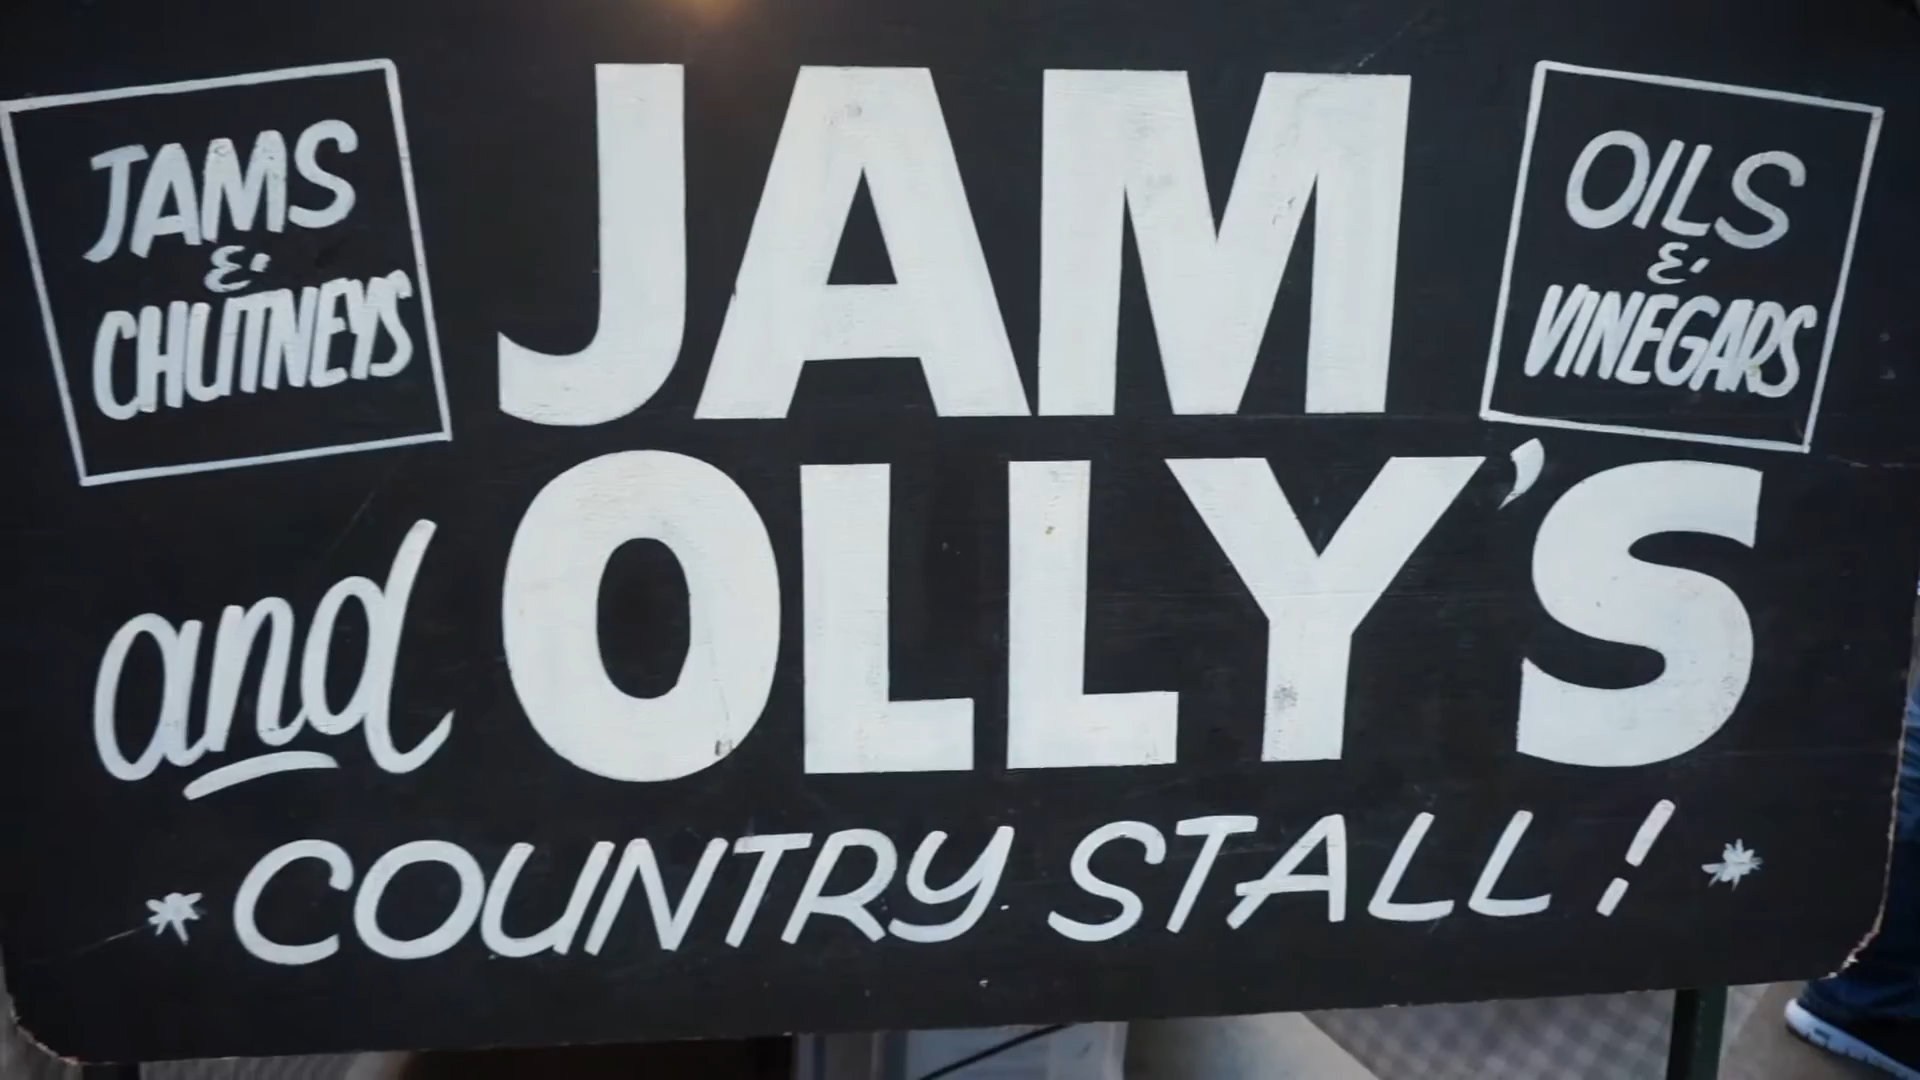 JAMS
&
CHUTNEYS
JAM
OILS
&
VINEGARS
and OLLY'S
* COUNTRY STALL! *